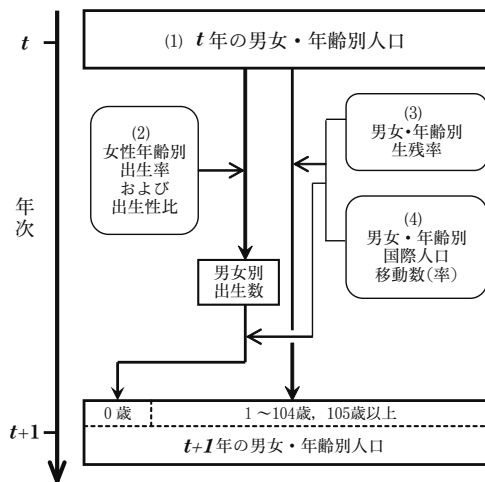 t
(1) t 年の男女・年齢別人口
(2)
女性年齢別
出生率
および
出生性比
(3)
男女・年齢別
生残率
(4)
男女・年齢別
国際人口
移動数(率)
年次
男女別
出生数
0 歳
1 〜104歳, 105歳以上
t+1
t+1 年の男女・年齢別人口